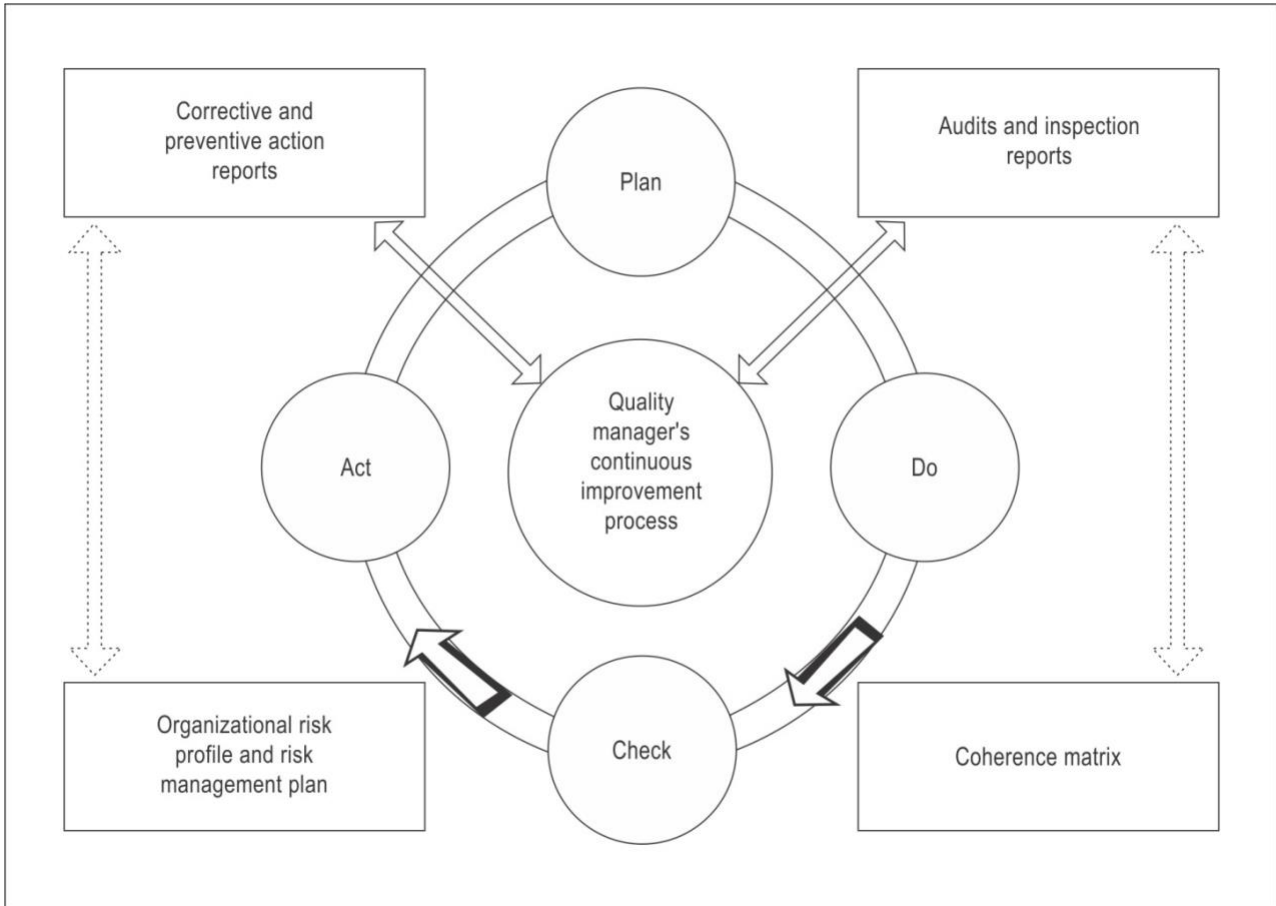 Corrective and
preventive action
reports
Audits and inspection
reports
Plan
Act
Quality
manager's
continuous
improvement
process
Do
Organizational risk
profile and risk
management plan
Check
Coherence matrix